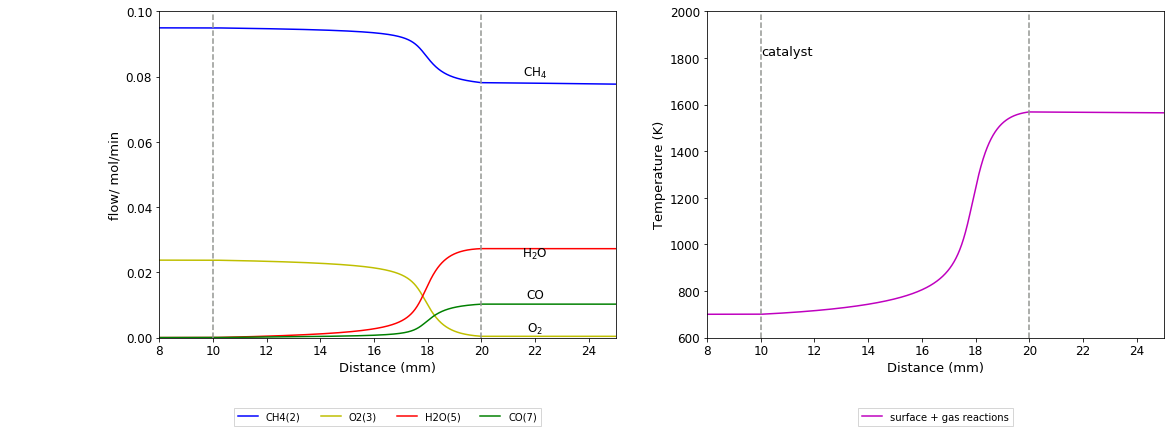 0.10
0.08
0.06
0.04
0.02
0.00
flow/ mol/min
CH₄
H₂O
CO
O₂
8 10 12 14 16 18 20 22 24
Distance (mm)
CH4(2) O2(3) H2O(5) CO(7)
2000
1800
1600
1400
1200
1000
800
600
Temperature (K)
catalyst
8 10 12 14 16 18 20 22 24
Distance (mm)
surface + gas reactions